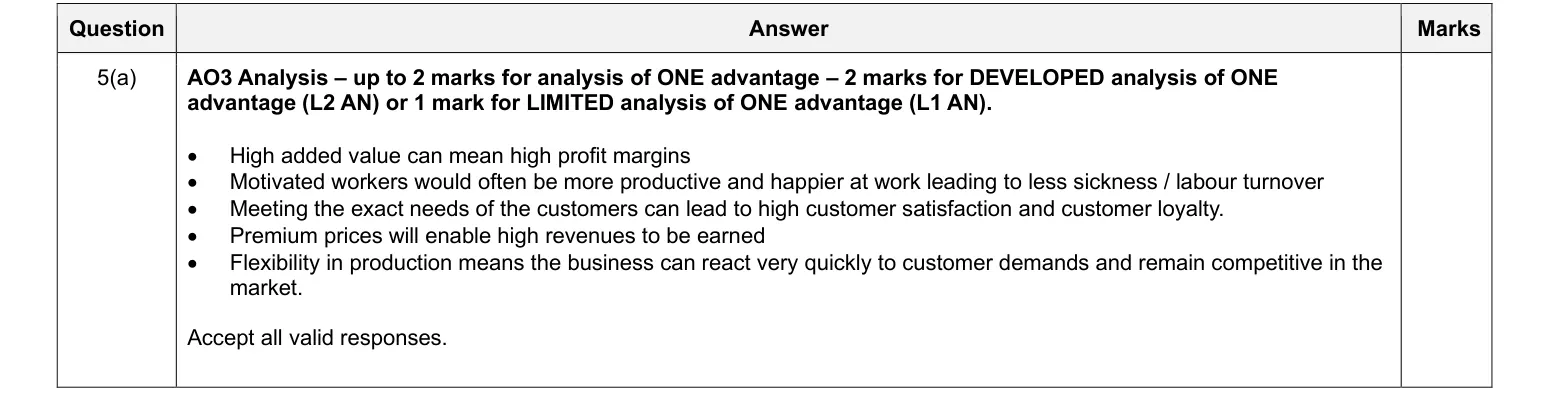 Question Answer Marks
5(a) AO3 Analysis – up to 2 marks for analysis of ONE advantage – 2 marks for DEVELOPED analysis of ONE
advantage (L2 AN) or 1 mark for LIMITED analysis of ONE advantage (L1 AN).
• High added value can mean high profit margins
• Motivated workers would often be more productive and happier at work leading to less sickness / labour turnover
• Meeting the exact needs of the customers can lead to high customer satisfaction and customer loyalty.
• Premium prices will enable high revenues to be earned
• Flexibility in production means the business can react very quickly to customer demands and remain competitive in the
market.
Accept all valid responses.